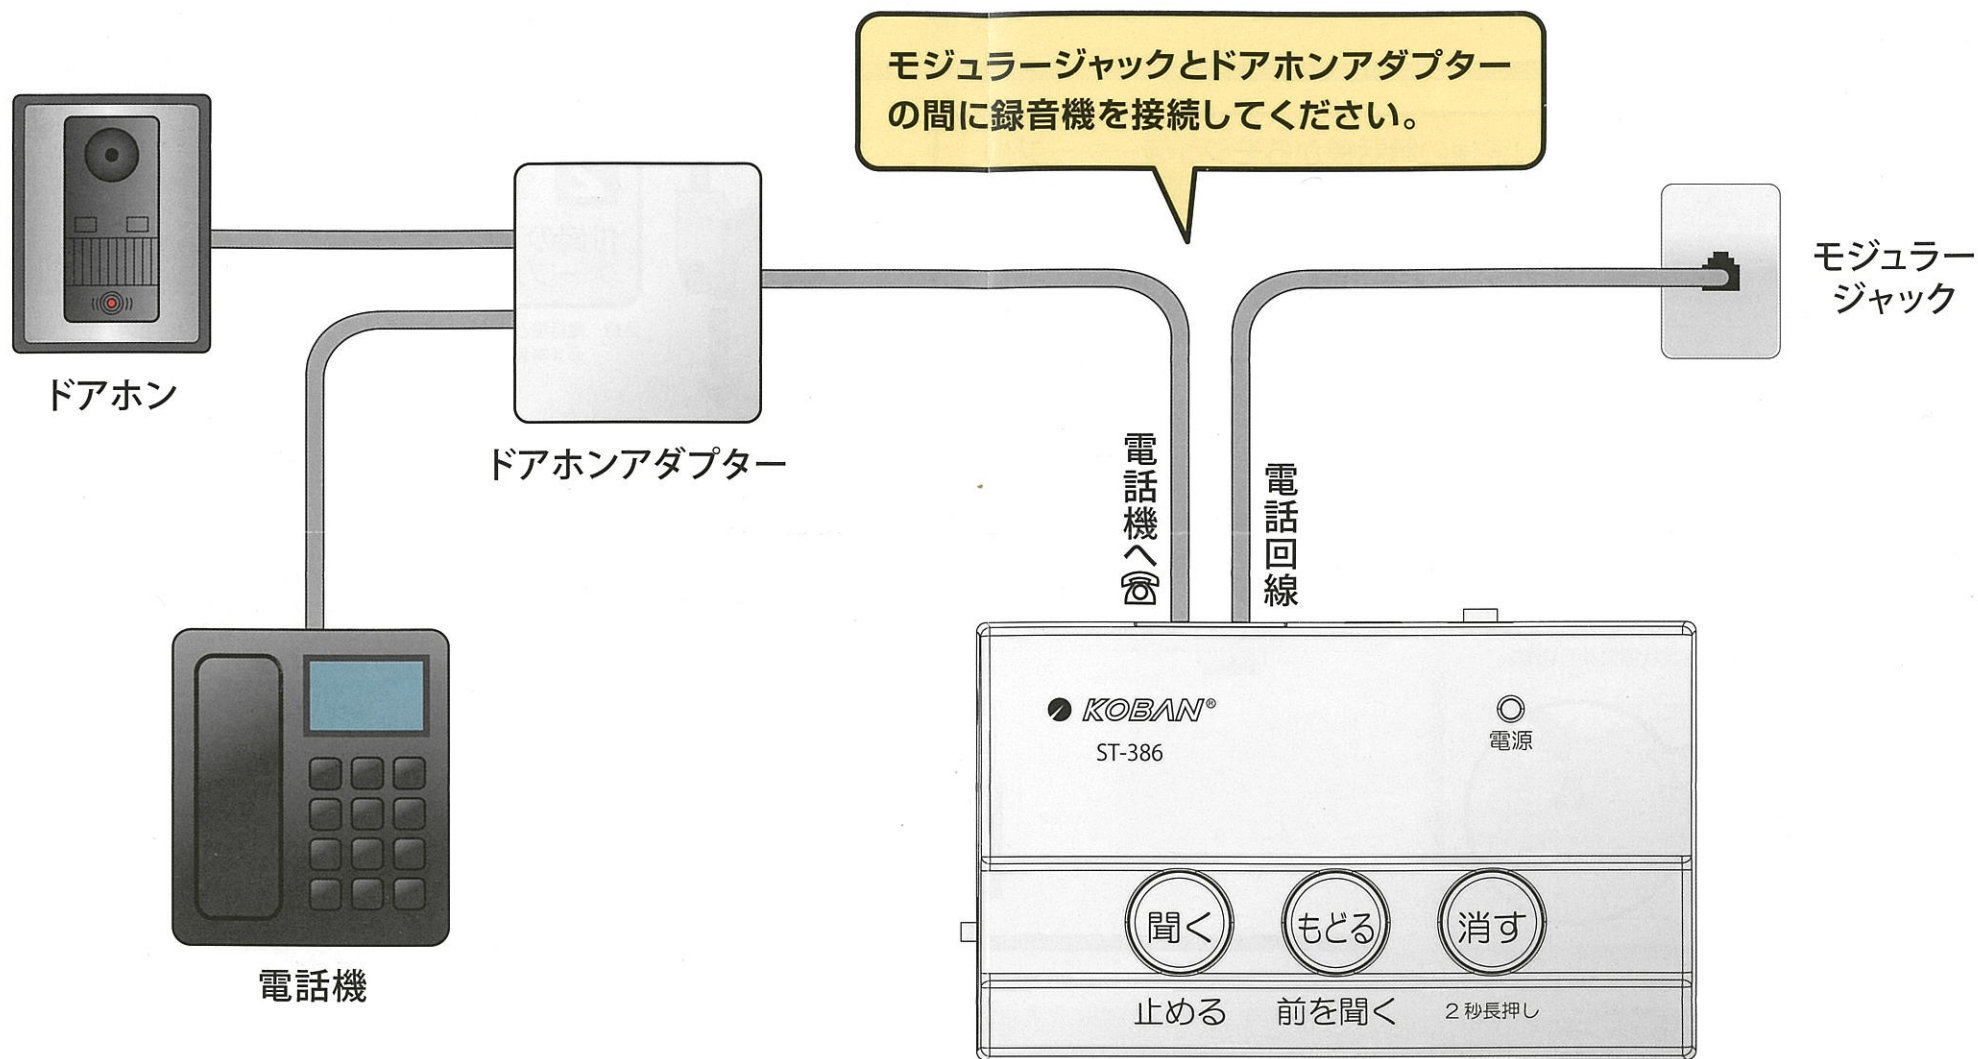 モジュラージャックとドアホンアダプター
の間に録音機を接続してください。
モジュラー
ジャック
ドアホン
ドアホンアダプター
電話機へ☎
電話回線
KOBAN®
ST-386
電源
電話機
聞く
もどる
消す
止める
前を聞く
2秒長押し